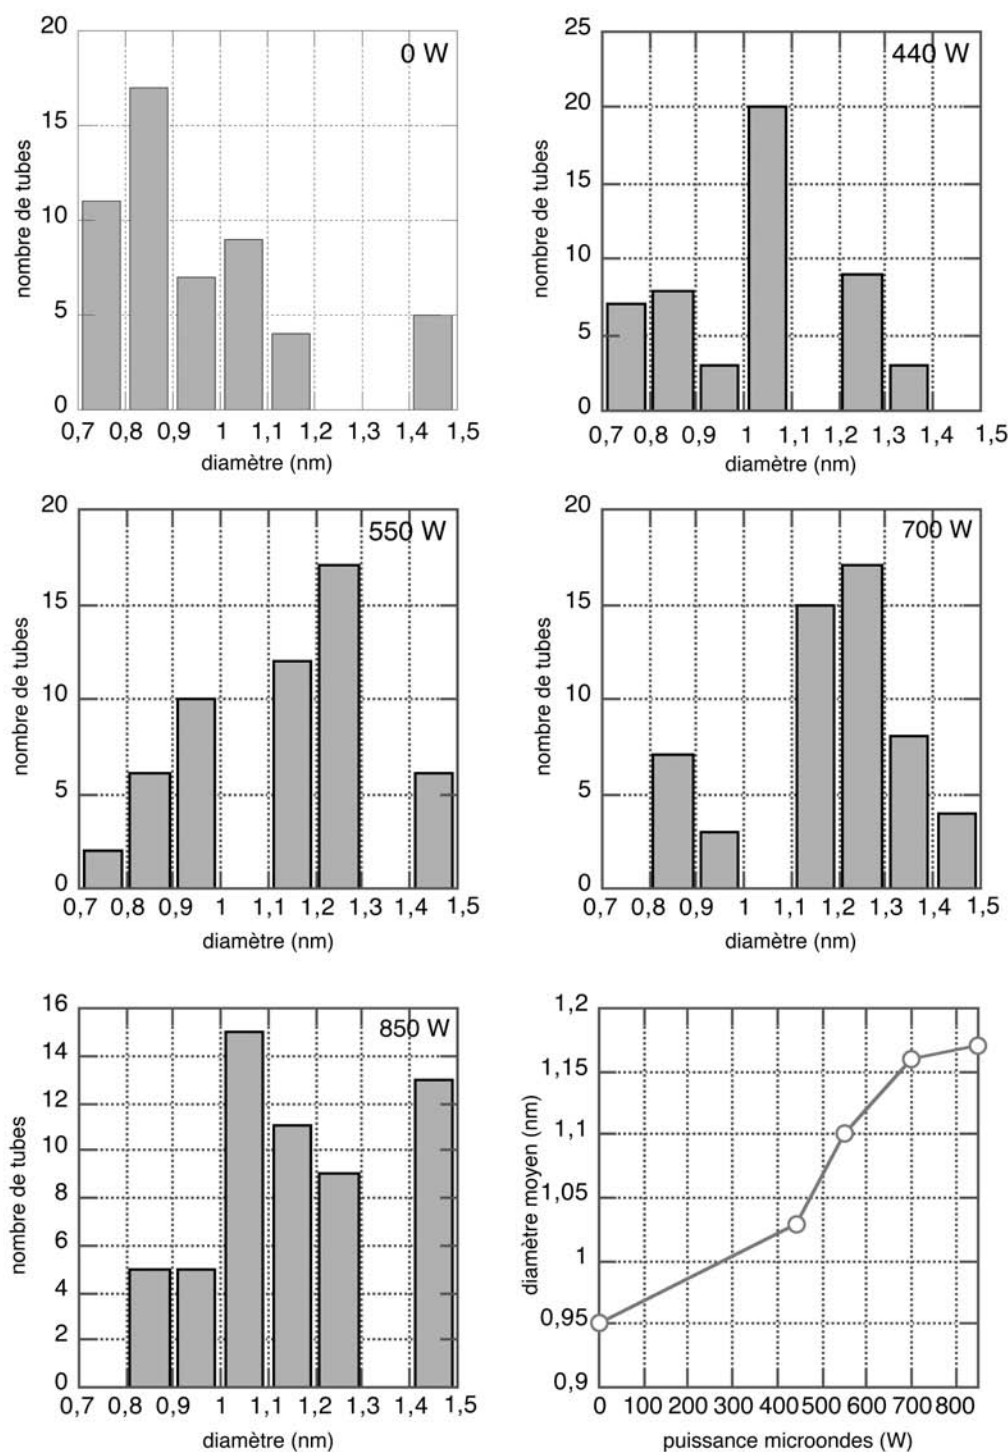 20
15
10
5
0
nombre de tubes
0 W
0,7 0,8 0,9 1 1,1 1,2 1,3 1,4 1,5
diamètre (nm)
25
20
15
10
5
0
nombre de tubes
440 W
0,7 0,8 0,9 1 1,1 1,2 1,3 1,4 1,5
diamètre (nm)
20
15
10
5
0
nombre de tubes
550 W
0,7 0,8 0,9 1 1,1 1,2 1,3 1,4 1,5
diamètre (nm)
20
15
10
5
0
nombre de tubes
700 W
0,7 0,8 0,9 1 1,1 1,2 1,3 1,4 1,5
diamètre (nm)
16
14
12
10
8
6
4
2
0
nombre de tubes
850 W
0,7 0,8 0,9 1 1,1 1,2 1,3 1,4 1,5
diamètre (nm)
1,2
1,15
1,1
1,05
1
0,95
0,9
diamètre moyen (nm)
0 100 200 300 400 500 600 700 800
puissance microondes (W)